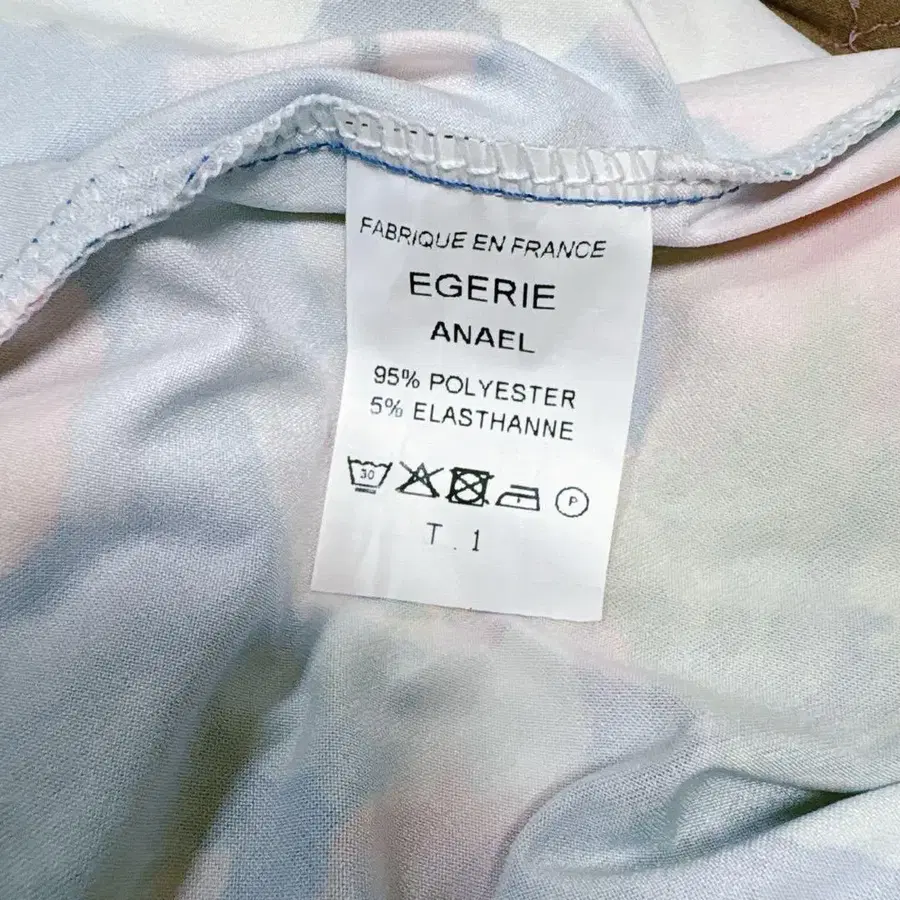 FABRIQUE EN FRANCE
EGERIE
ANAEL
95% POLYESTER
5% ELASTHANNE
30 P
T . 1